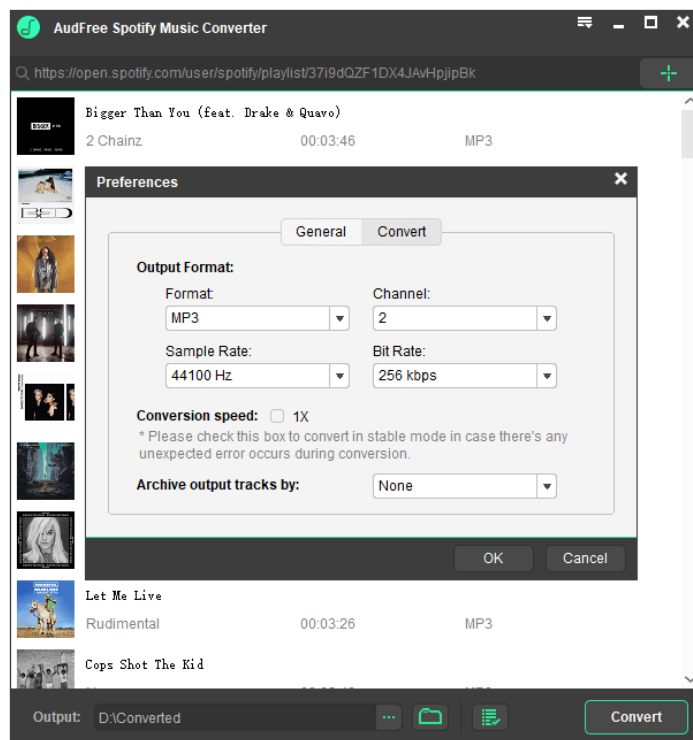 AudFree Spotify Music Converter
https://open.spotify.com/user/spotify/playlist/37i9dQZF1DX4JAvHpjipBk
Bigger Than You (feat. Drake & Quavo)
2 Chainz 00:03:46 MP3
BIGGER
BED
Preferences
General Convert
Output Format:
Format: Channel:
MP3 2
Sample Rate: Bit Rate:
44100 Hz 256 kbps
Conversion speed: 1X
* Please check this box to convert in stable mode in case there's any
unexpected error occurs during conversion.
Archive output tracks by: None
OK Cancel
Let Me Live
Rudimental 00:03:26 MP3
Cops Shot The Kid
Output: D:\Converted ... Convert